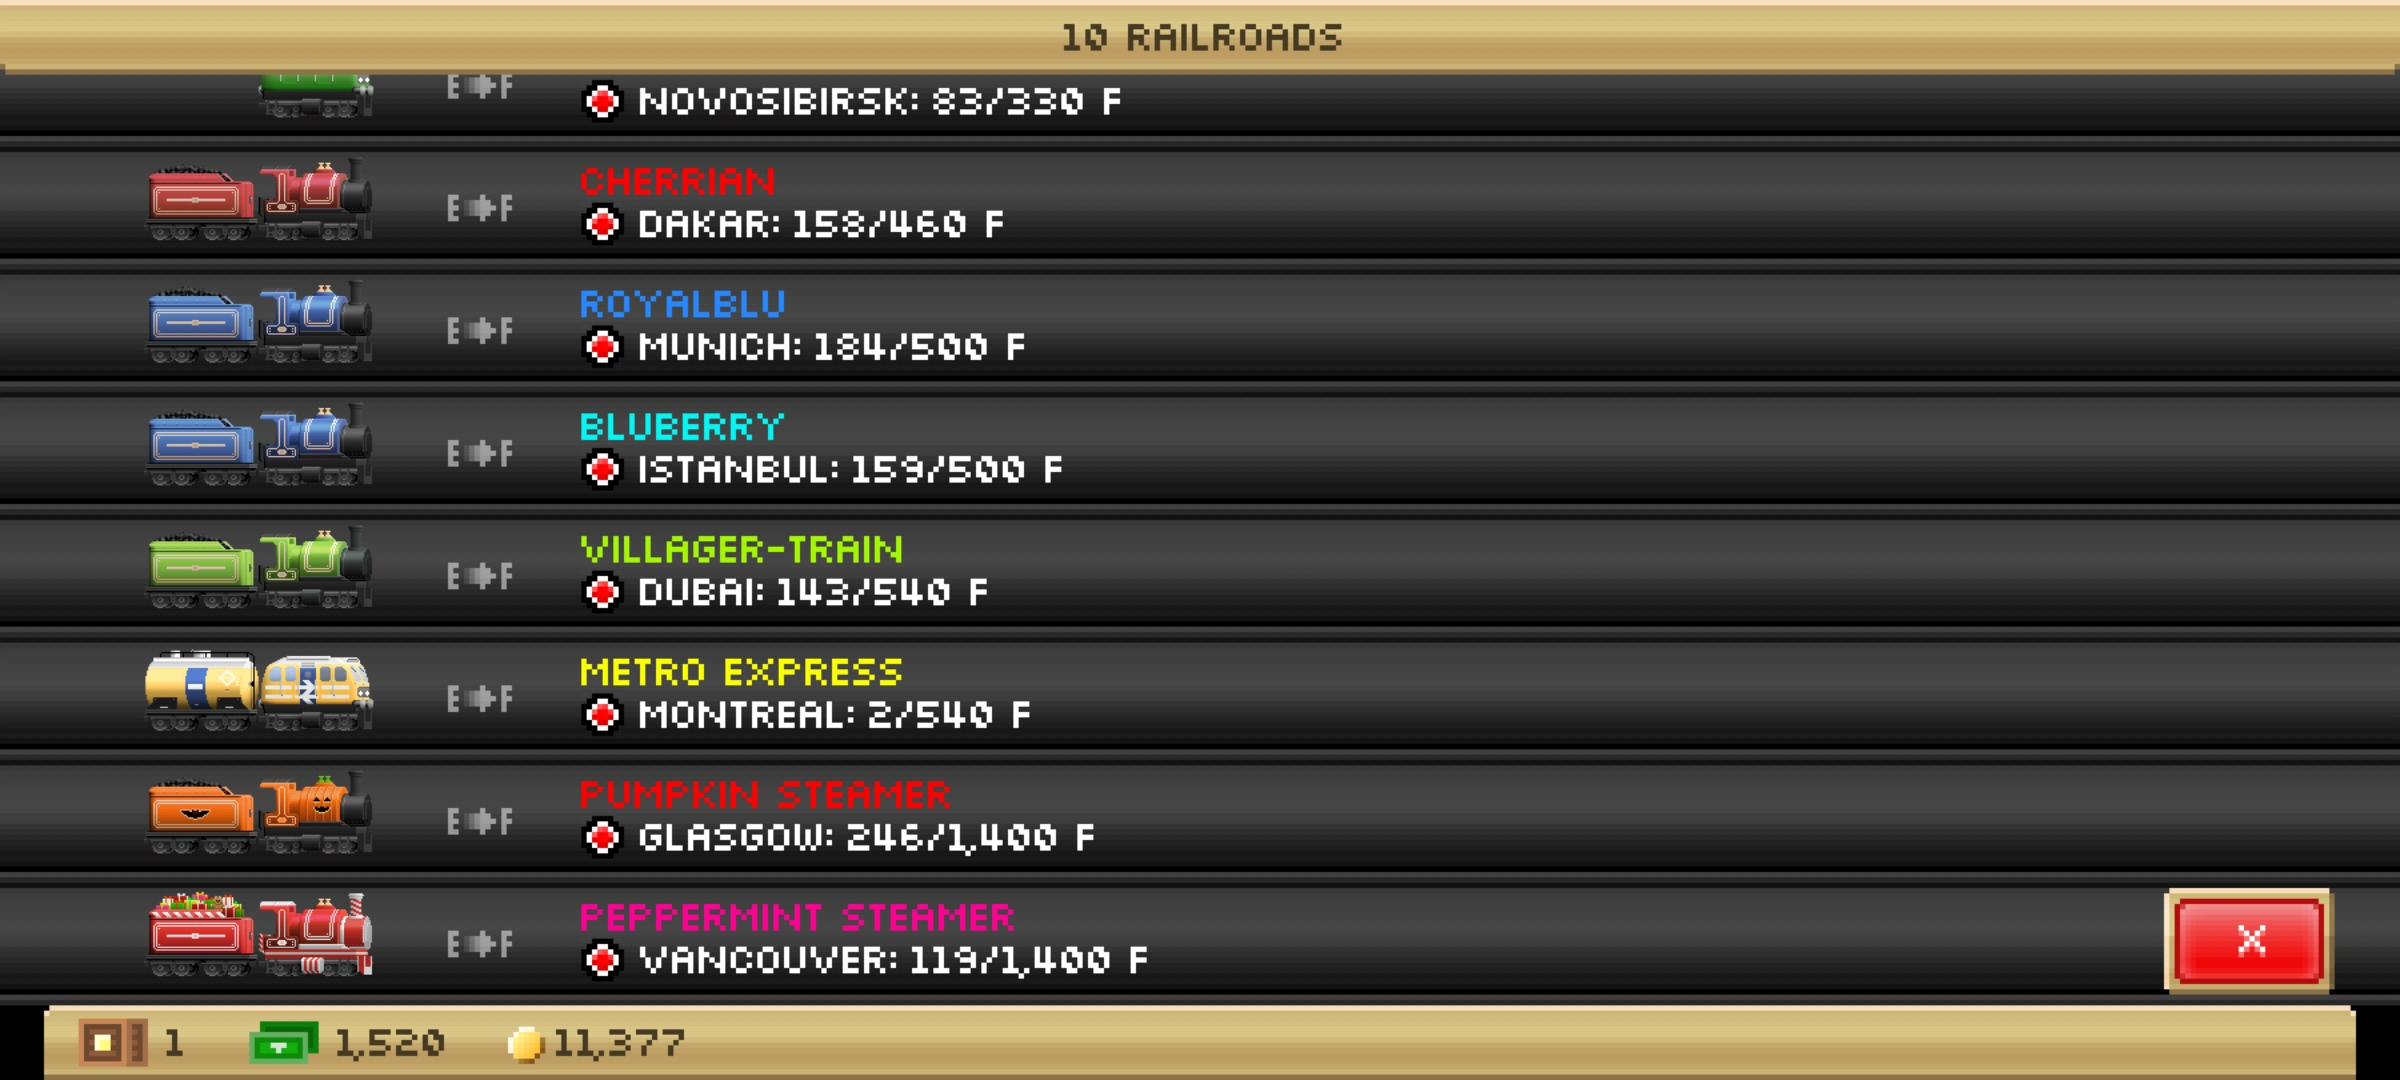 10 RAILROADS
E F
NOVOSIBIRSK: 83/330 F
CHERRIAN
E F
DAKAR: 158/460 F
ROYALBLU
E F
MUNICH: 184/500 F
BLUBERRY
E F
ISTANBUL: 159/500 F
VILLAGER-TRAIN
E F
DUBAI: 143/540 F
METRO EXPRESS
E F
MONTREAL: 2/540 F
PUMPKIN STEAMER
E F
GLASGOW: 246/1,400 F
PEPPERMINT STEAMER
E F
VANCOUVER: 119/1,400 F
X
1 1,520 11,377